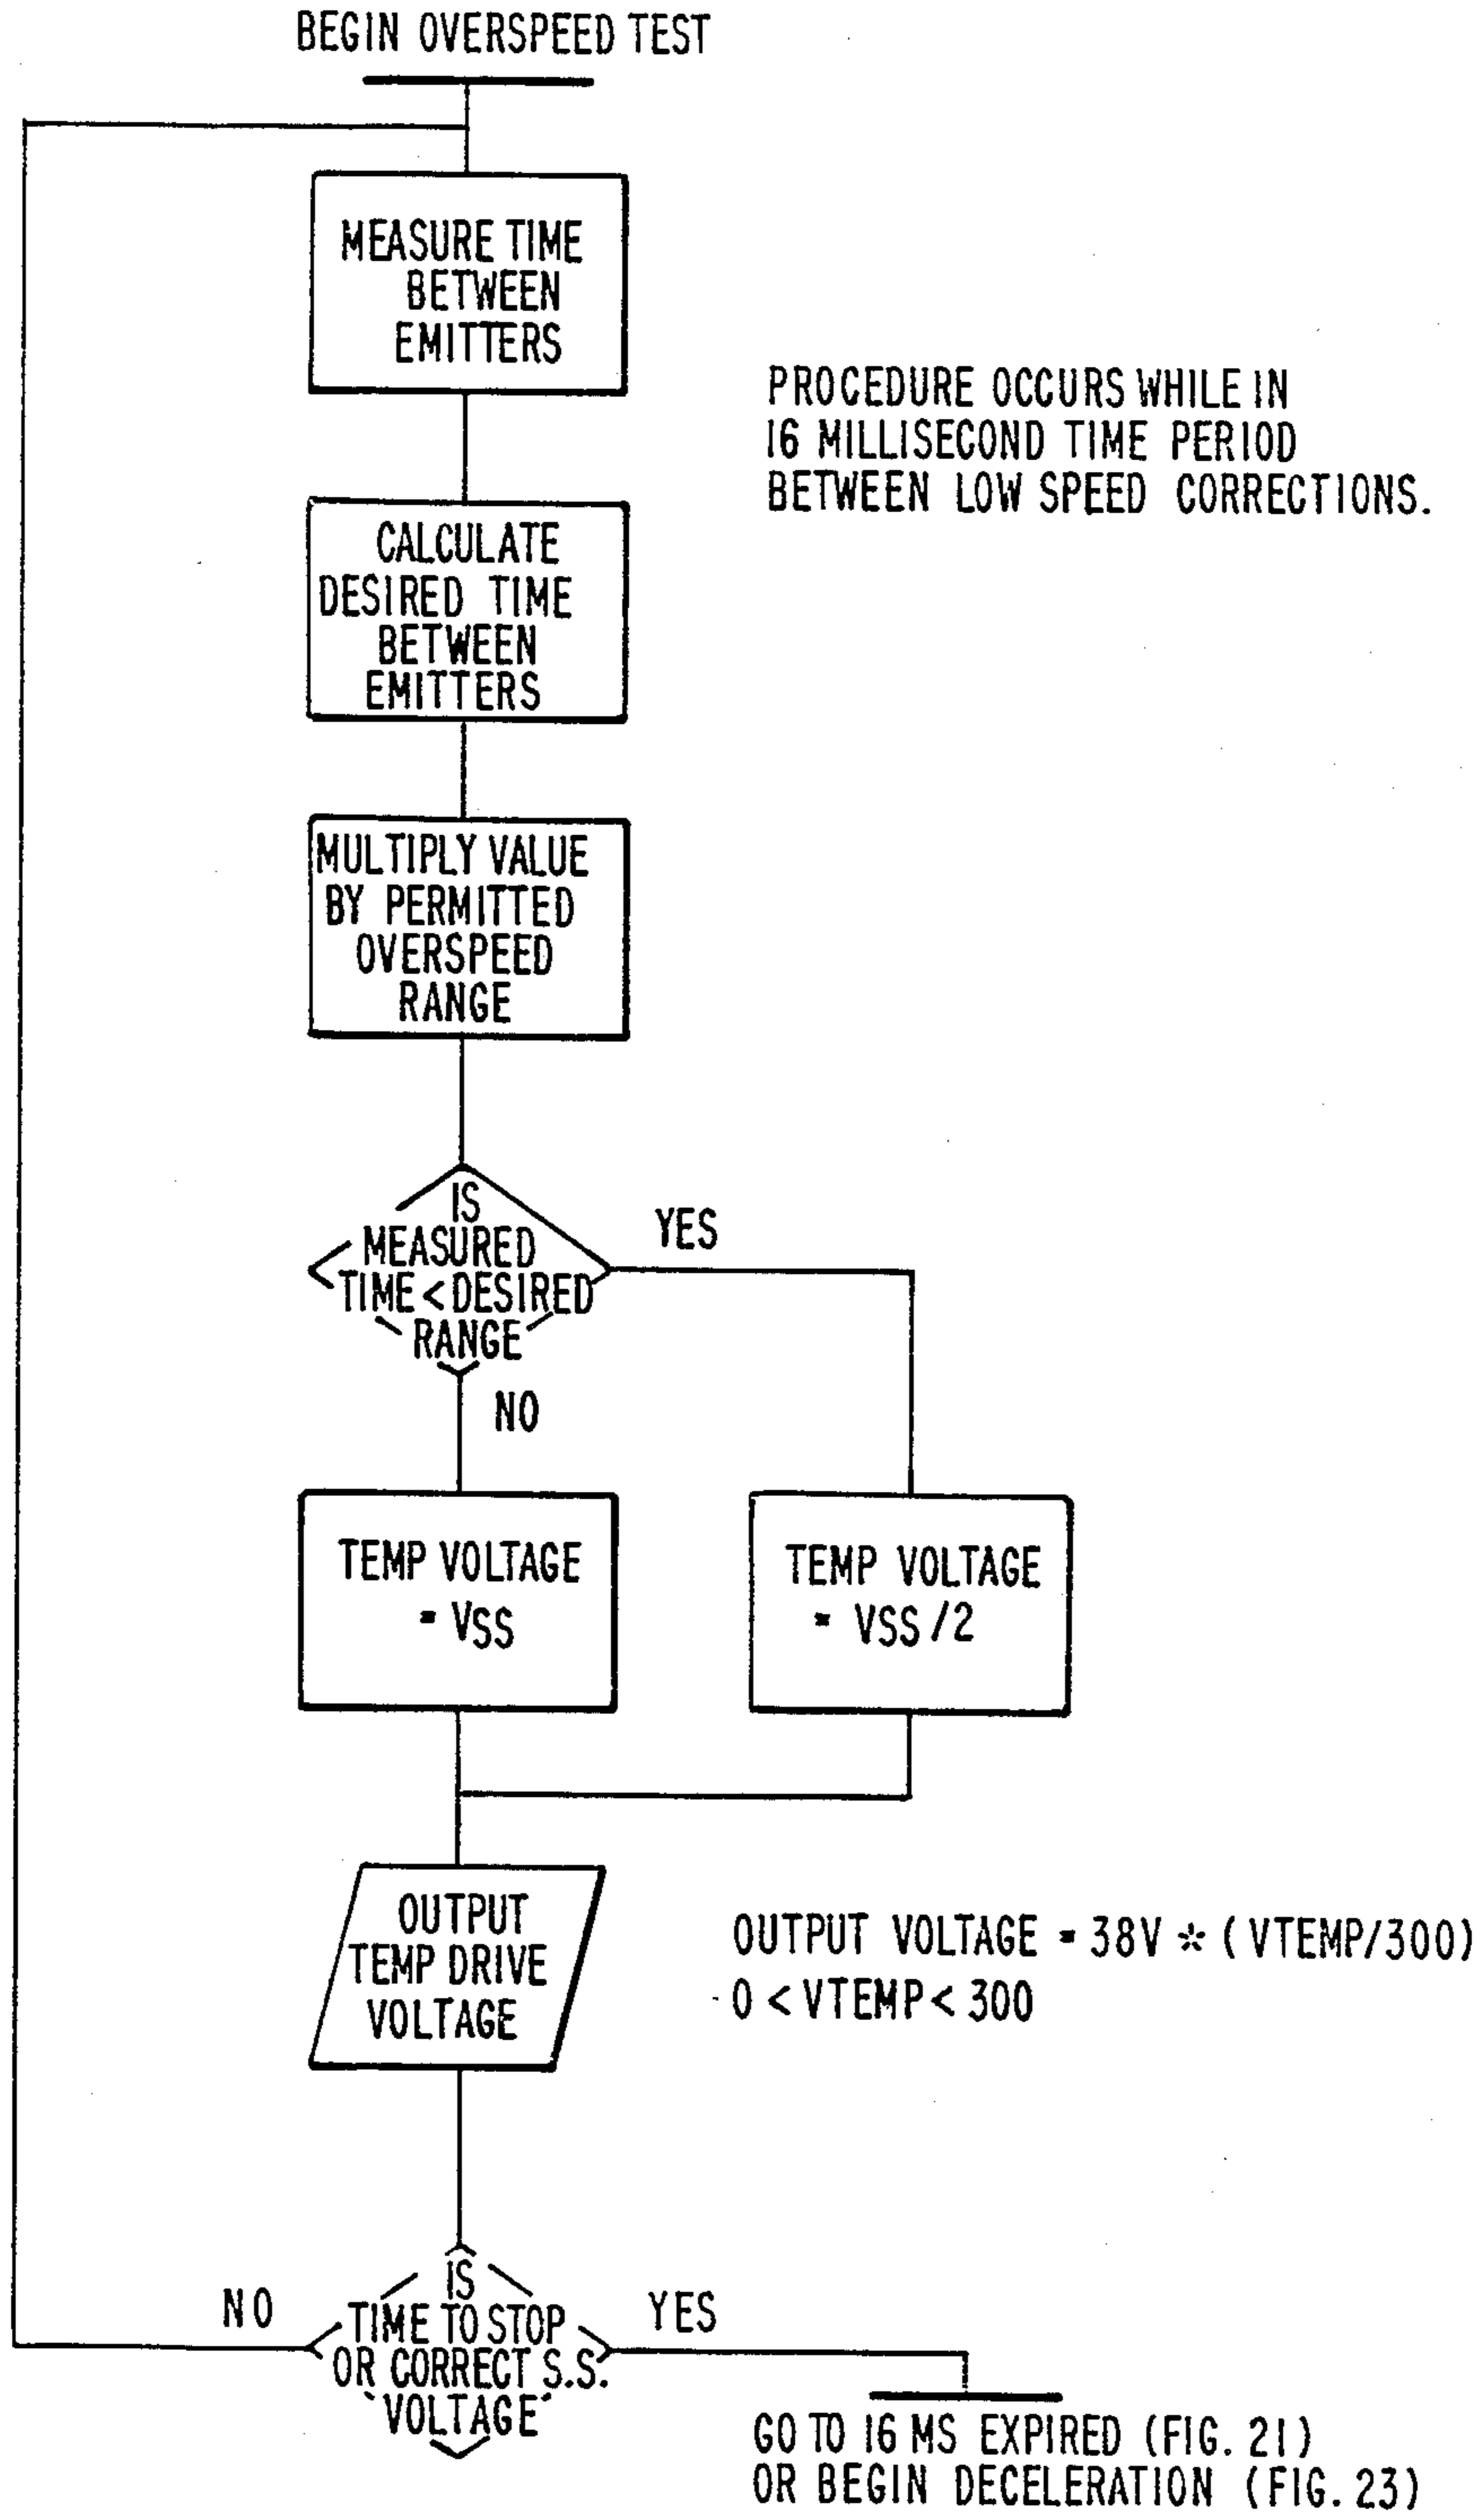 BEGIN OVERSPEED TEST
MEASURE TIME
BETWEEN
EMITTERS
PROCEDURE OCCURS WHILE IN
16 MILLISECOND TIME PERIOD
BETWEEN LOW SPEED CORRECTIONS.
CALCULATE
DESIRED TIME
BETWEEN
EMITTERS
MULTIPLY VALUE
BY PERMITTED
OVERSPEED
RANGE
IS
MEASURED
TIME < DESIRED
RANGE
YES
NO
TEMP VOLTAGE
= VSS
TEMP VOLTAGE
= VSS / 2
OUTPUT
TEMP DRIVE
VOLTAGE
OUTPUT VOLTAGE = 38V * (VTEMP/300)
0 < VTEMP < 300
IS
TIME TO STOP
OR CORRECT S.S.
VOLTAGE
NO
YES
GO TO 16 MS EXPIRED (FIG. 21)
OR BEGIN DECELERATION (FIG. 23)